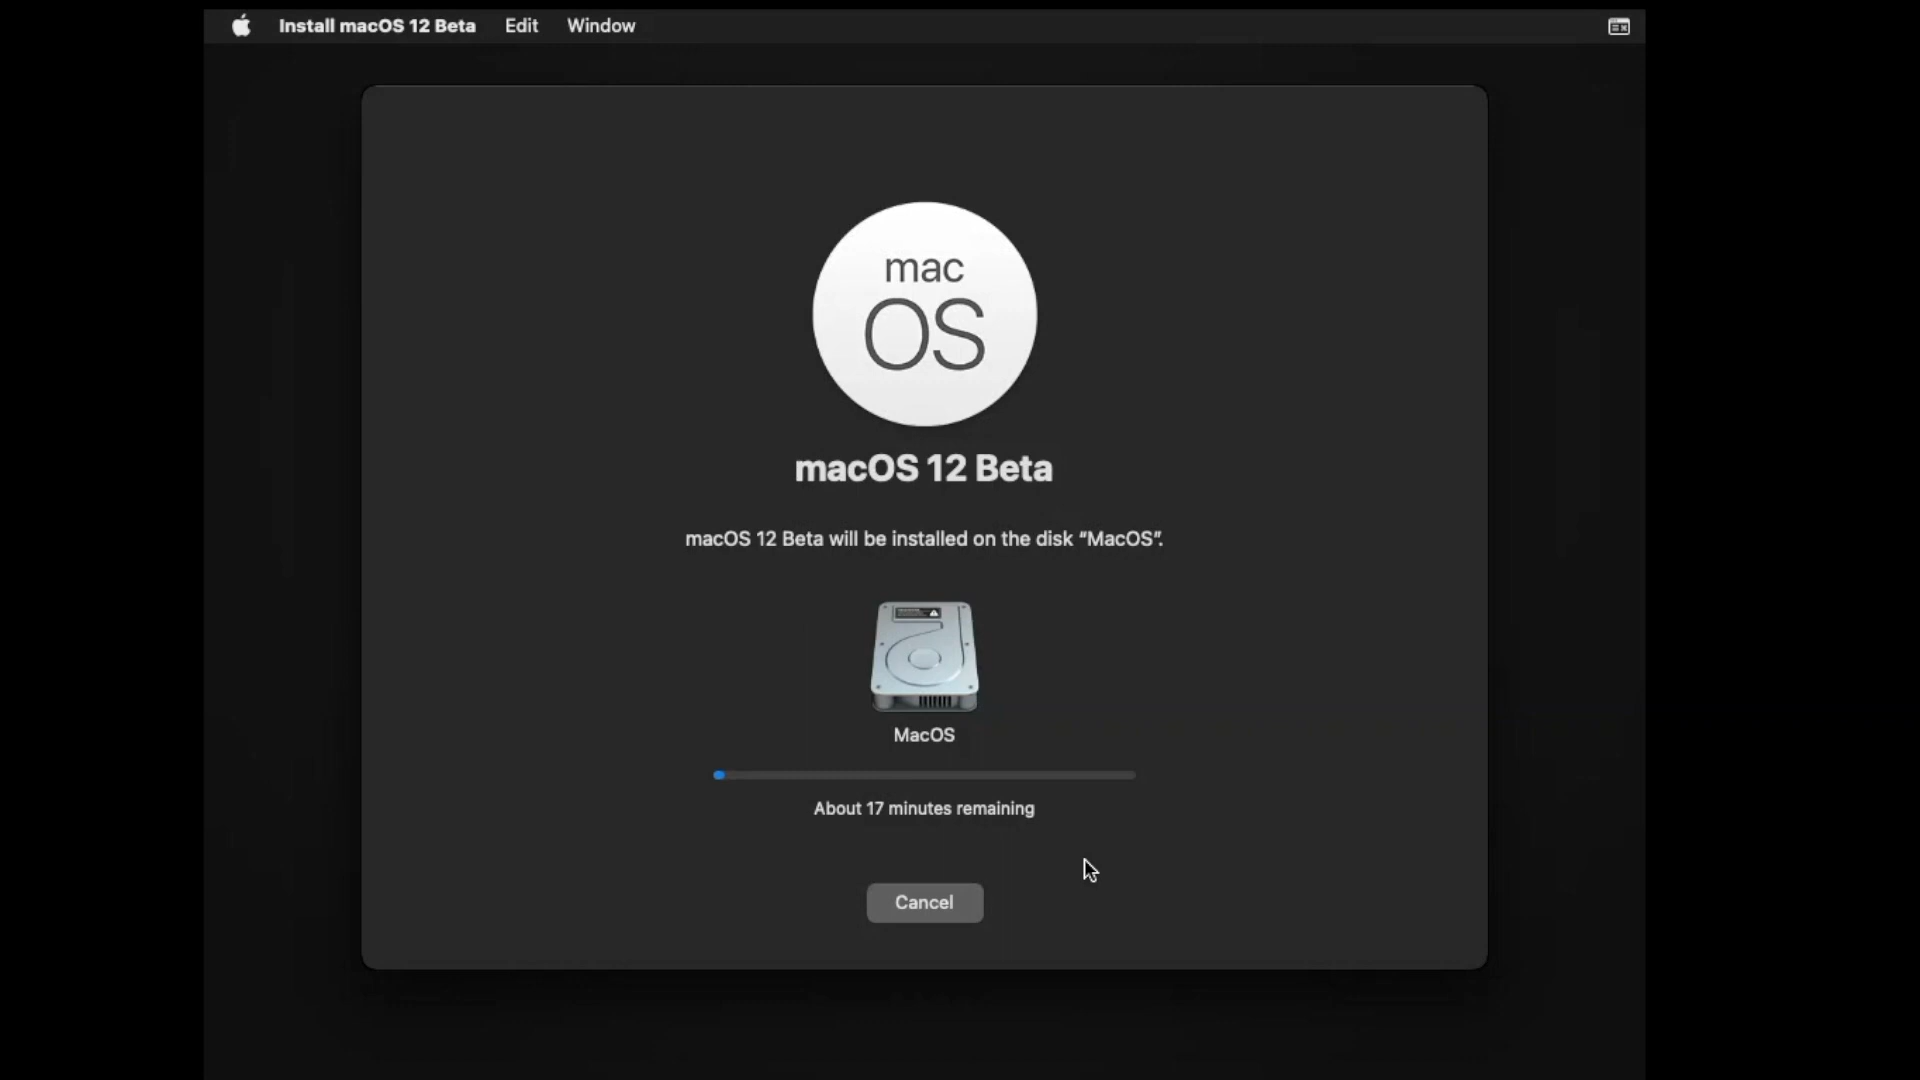 Install macOS 12 Beta Edit Window
mac
OS
macOS 12 Beta
macOS 12 Beta will be installed on the disk “MacOS”.
MacOS
About 17 minutes remaining
Cancel